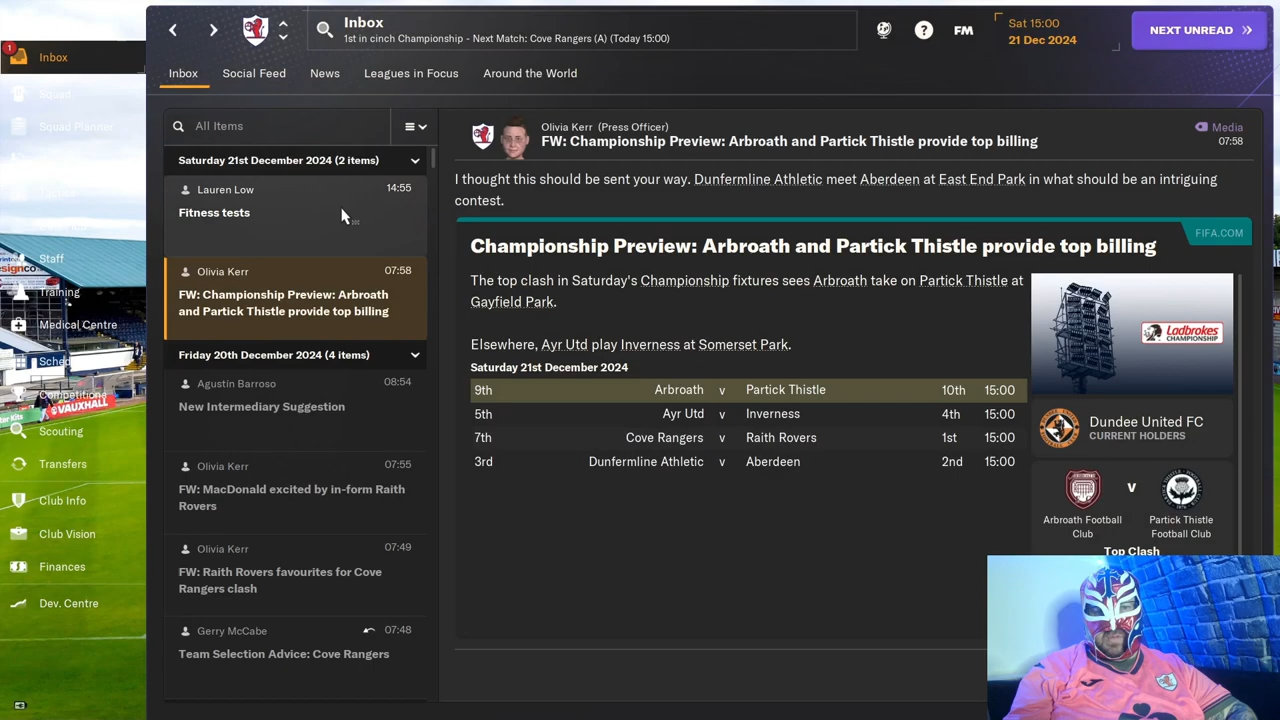 Inbox
1st in cinch Championship - Next Match: Cove Rangers (A) (Today 15:00)
FM
Sat 15:00
21 Dec 2024
NEXT UNREAD
1
Inbox
Squad
Squad Planner
Staff
Training
Medical Centre
Sched
Competitions
VAUXHALL
Scouting
Transfers
Club Info
Club Vision
Finances
Dev. Centre
Inbox
Social Feed
News
Leagues in Focus
Around the World
All Items
Saturday 21st December 2024 (2 items)
Lauren Low 14:55
Fitness tests
Olivia Kerr 07:58
FW: Championship Preview: Arbroath
and Partick Thistle provide top billing
Friday 20th December 2024 (4 items)
Agustin Barroso 08:54
New Intermediary Suggestion
Olivia Kerr 07:55
FW: MacDonald excited by in-form Raith
Rovers
Olivia Kerr 07:49
FW: Raith Rovers favourites for Cove
Rangers clash
Gerry McCabe 07:48
Team Selection Advice: Cove Rangers
Olivia Kerr (Press Officer)
FW: Championship Preview: Arbroath and Partick Thistle provide top billing
Media
07:58
I thought this should be sent your way. Dunfermline Athletic meet Aberdeen at East End Park in what should be an intriguing
contest.
FIFA.COM
Championship Preview: Arbroath and Partick Thistle provide top billing
The top clash in Saturday's Championship fixtures sees Arbroath take on Partick Thistle at
Gayfield Park.
Elsewhere, Ayr Utd play Inverness at Somerset Park.
Saturday 21st December 2024
9th Arbroath v Partick Thistle 10th 15:00
5th Ayr Utd v Inverness 4th 15:00
7th Cove Rangers v Raith Rovers 1st 15:00
3rd Dunfermline Athletic v Aberdeen 2nd 15:00
Ladbrokes
CHAMPIONSHIP
Dundee United FC
CURRENT HOLDERS
V
Arbroath Football
Club
Partick Thistle
Football Club
Top Clash